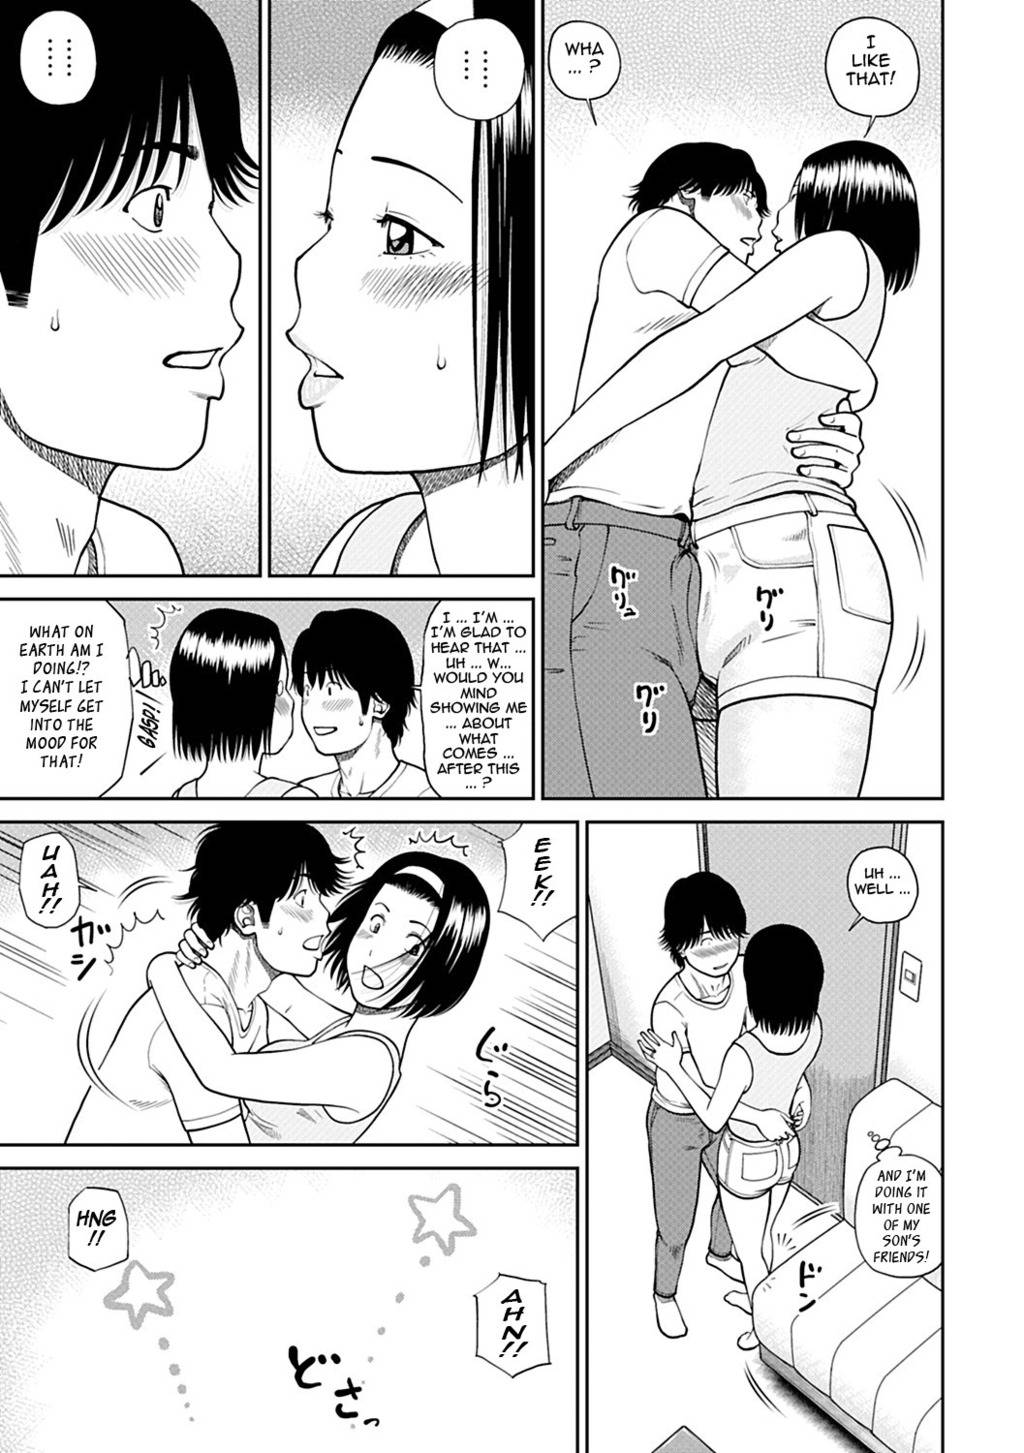 I
LIKE
THAT!
WHA
... ?
グリュ
グリ
グリ
......
......
I ... I'M ...
I'M GLAD TO
HEAR THAT ...
UH ... W...
WOULD YOU
MIND
SHOWING ME
... ABOUT
WHAT
COMES ...
AFTER THIS
... ?
GASP!
WHAT ON
EARTH AM I
DOING!?
I CAN'T LET
MYSELF GET
INTO THE
MOOD FOR
THAT!
UH ...
WELL ...
AND I'M
DOING IT
WITH ONE
OF MY
SON'S
FRIENDS!
ドン
EEK!!
UAH!!
ガシ
ぐら
HNG
!!
AHN!!
どさっ